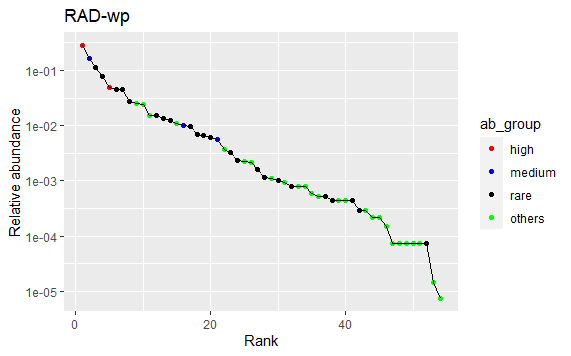 RAD-wp
1e-01
1e-02
1e-03
1e-04
1e-05
Relative abundance
0
20
40
Rank
ab_group
high
medium
rare
others